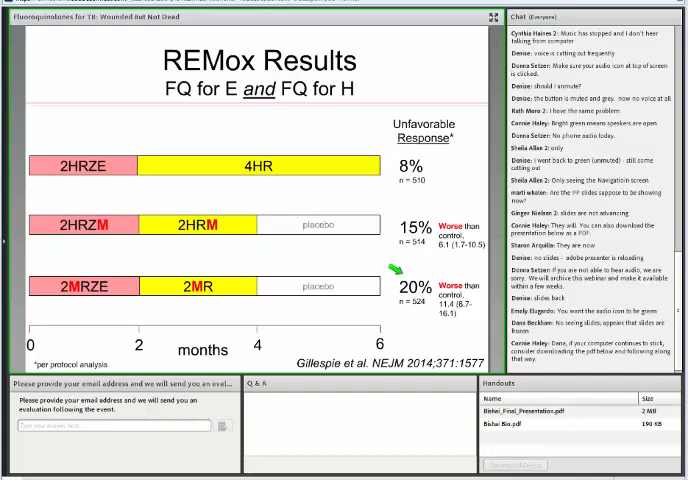 Fluoroquinolones for TB: Wounded But Not Dead
REMox Results
FQ for E and FQ for H
Unfavorable
Response*
2HRZE
4HR
8%
n = 510
2HRZM
2HRM
placebo
15%
n = 514
Worse than
control,
6.1 (1.7-10.5)
2MRZE
2MR
placebo
20%
n = 524
Worse than
control,
11.4 (6.7-
16.1)
0
2
4
6
months
*per protocol analysis
Gillespie et al. NEJM 2014;371:1577
Chat (Everyone)
Cynthia Haines 2: Music has stopped and I don't hear
talking from computer
Denise: voice is cutting out frequently
Donna Setzer: Make sure your audio icon at top of screen
is clicked.
Denise: should I unmute?
Denise: the button is muted and grey. now no voice at all
Ruth Moro 2: I have the same problem
Connie Haley: Bright green means speakers are open
Donna Setzer: No phone audio today.
Sheila Allen 2: only
Denise: I went back to green (unmuted) - still some
cutting out
Sheila Allen 2: Only seeing the Navigatioin screen
marti whalen: Are the PP slides suppose to be showing
now?
Ginger Nielsen 2: slides are not advancing
Connie Haley: They will. You can also download the
presentation below as a PDF.
Sharon Arquilla: They are now
Denise: no slides - adobe presenter is reloading
Donna Setzer: If you are not able to hear audio, we are
sorry. We will archive this webinar and make it available
within a few weeks.
Denise: slides back
Emely Elugardo: You want the audio icon to be green
Dana Beckham: No seeing slides; appears that slides are
frozen
Connie Haley: Dana, if your computer continues to stick,
consider downloading the pdf below and following along
that way.
Please provide your email address and we will send you an eval...
Please provide your email address and we will send you an
evaluation following the event.
Type your answer here...
Q & A
Handouts
Name
Size
Bishai_Final_Presentation.pdf
2 MB
Bishai Bio.pdf
190 KB
Download File(s)